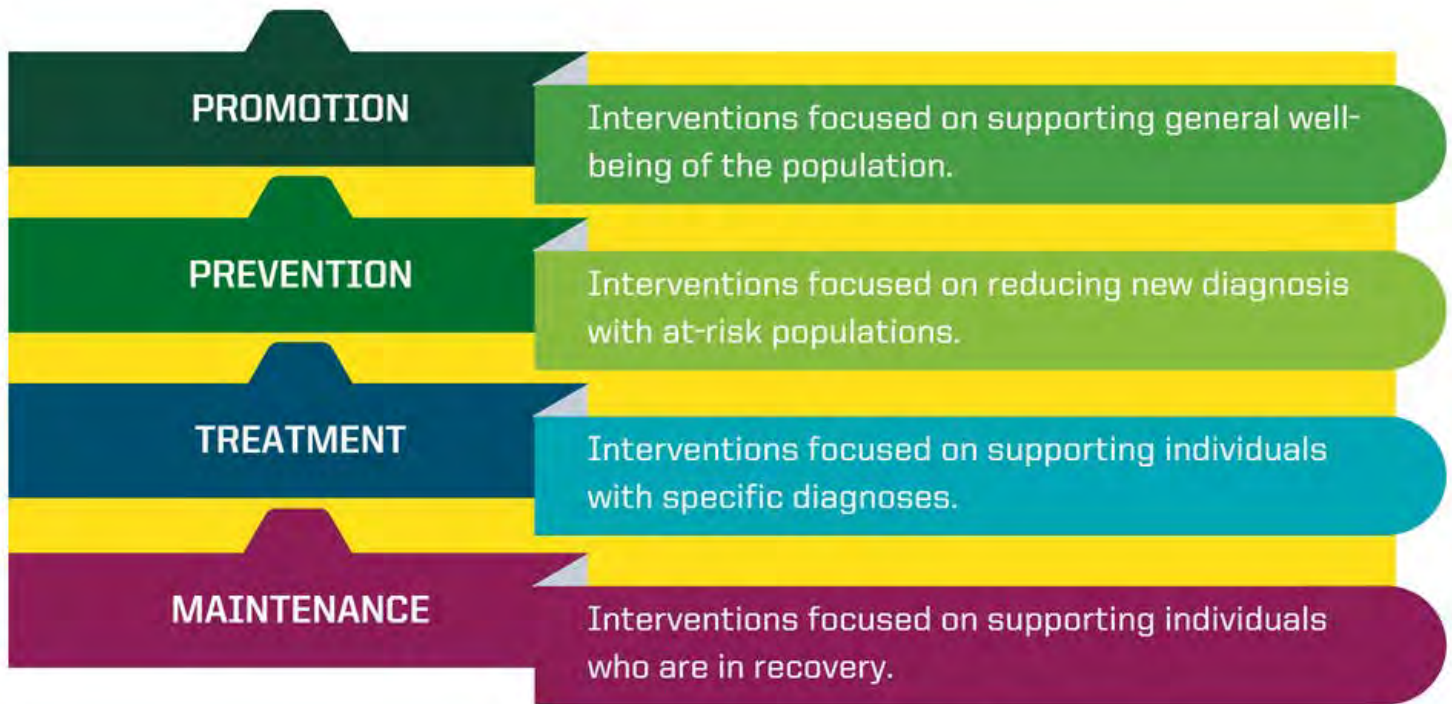 PROMOTION
Interventions focused on supporting general well-
being of the population.
PREVENTION
Interventions focused on reducing new diagnosis
with at-risk populations.
TREATMENT
Interventions focused on supporting individuals
with specific diagnoses.
MAINTENANCE
Interventions focused on supporting individuals
who are in recovery.